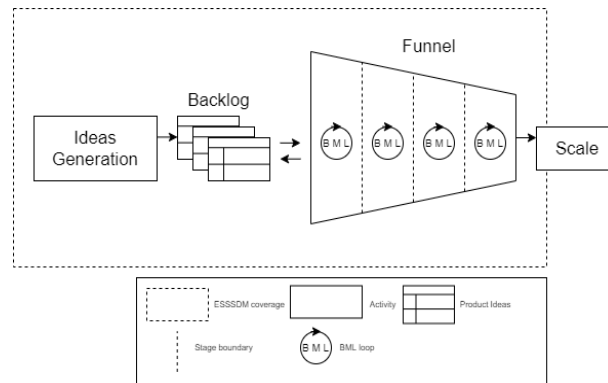 Funnel
Backlog
Ideas
Generation
B M L
B M L
B M L
B M L
Scale
ESSSDM coverage
Activity
Product Ideas
Stage boundary
B M L
BML loop